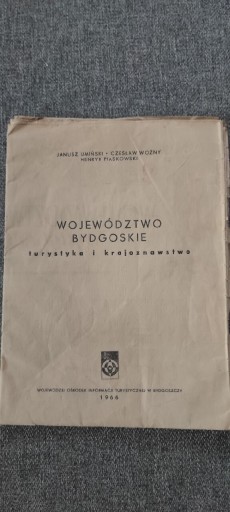 JANUSZ UMIŃSKI • CZESŁAW WOŹNY
HENRYK PIASKOWSKI
WOJEWÓDZTWO
BYDGOSKIE
turystyka i krajoznawstwo
WOJEWÓDZKI OŚRODEK INFORMACJI TURYSTYCZNEJ W BYDGOSZCZY
1966